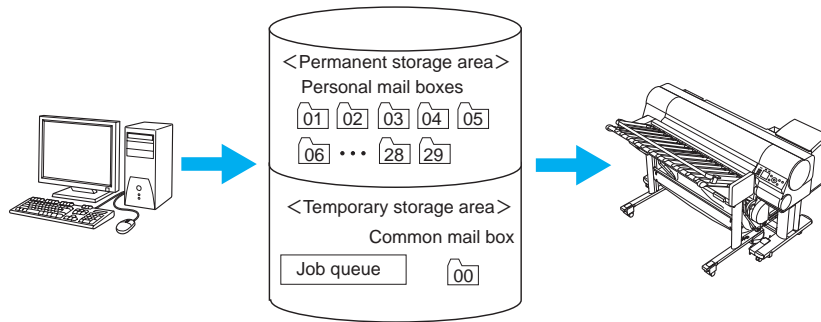 <Permanent storage area>
Personal mail boxes
01 02 03 04 05
06 ••• 28 29
<Temporary storage area>
Common mail box
Job queue 00